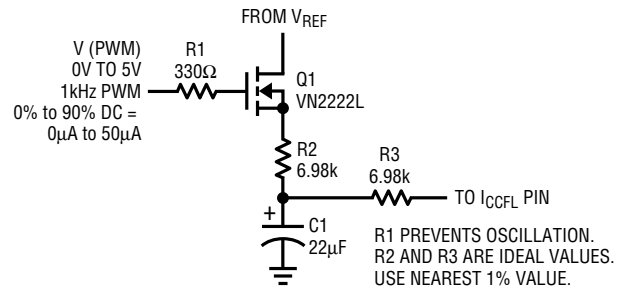 FROM VREF
V (PWM)
0V TO 5V
1kHz PWM
0% to 90% DC =
0µA to 50µA
R1
330Ω
Q1
VN2222L
R2
6.98k
R3
6.98k
TO ICCFL PIN
+
C1
22µF
R1 PREVENTS OSCILLATION.
R2 AND R3 ARE IDEAL VALUES.
USE NEAREST 1% VALUE.